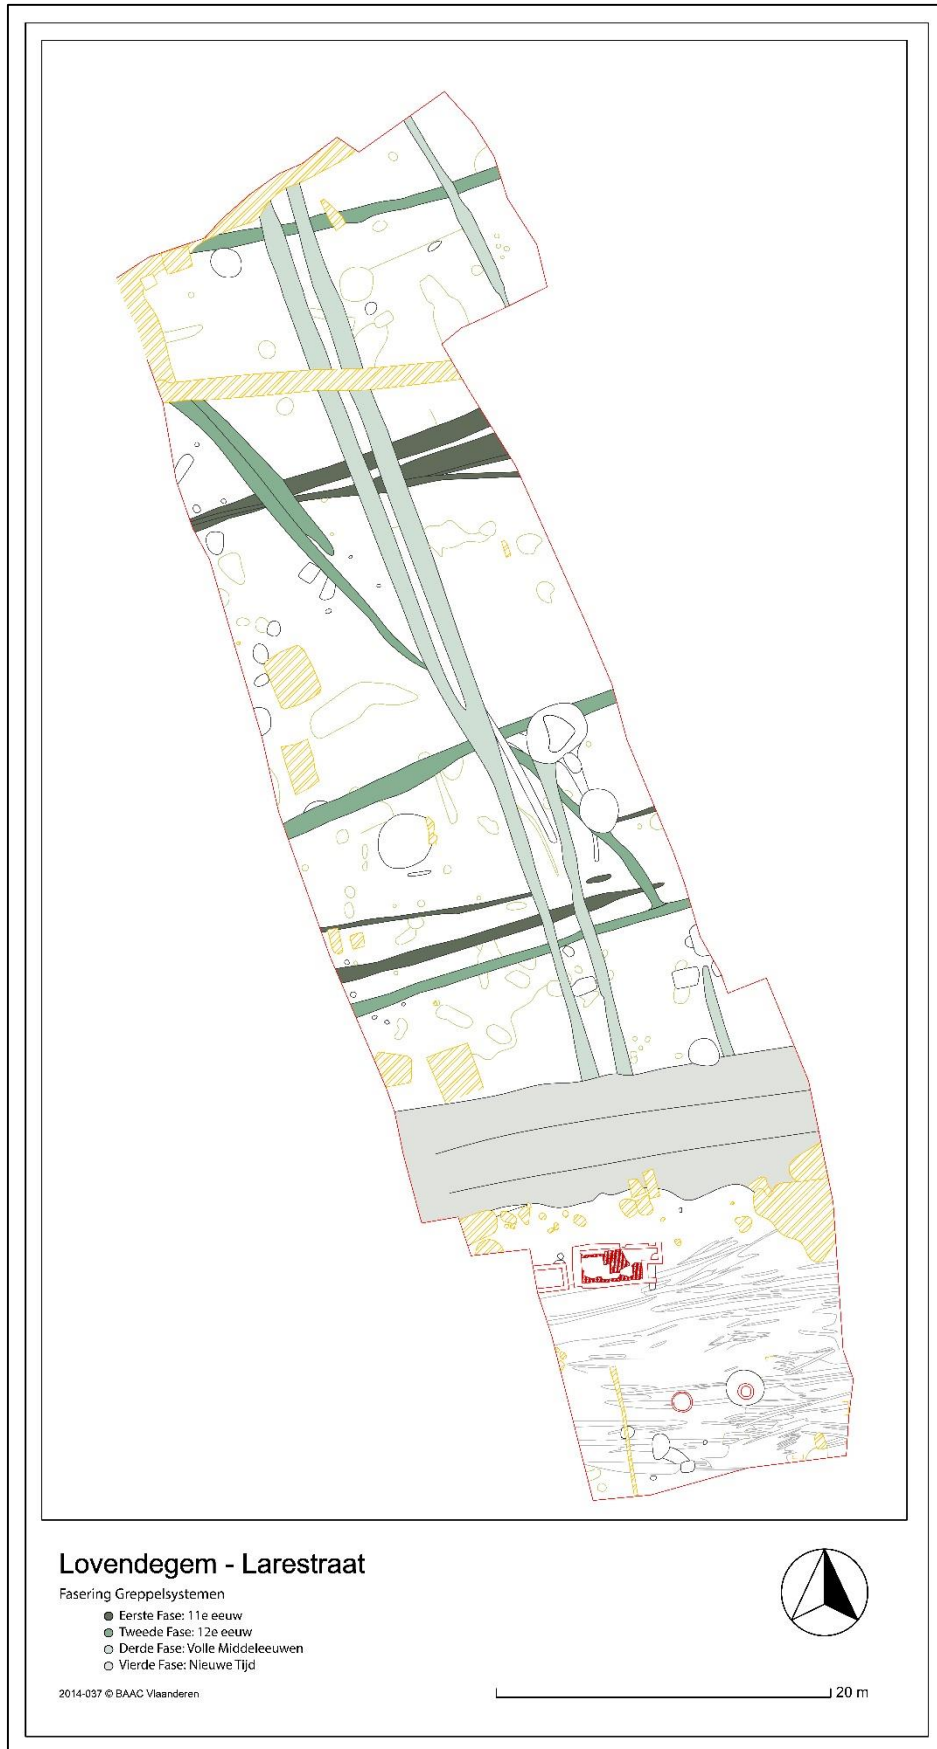 Lovendegem - Larestraat
Fasering Greppelsystemen
Eerste Fase: 11e eeuw
Tweede Fase: 12e eeuw
Derde Fase: Volle Middeleeuwen
Vierde Fase: Nieuwe Tijd
2014-037 © BAAC Vlaanderen
20 m